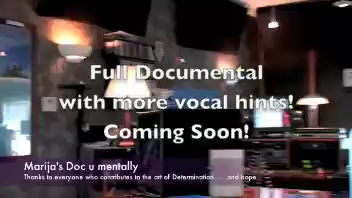 Full Documental
with more vocal hints!
Coming Soon!
Marija's Doc u mentally
Thanks to everyone who contributes to the art of Determination.....and hope